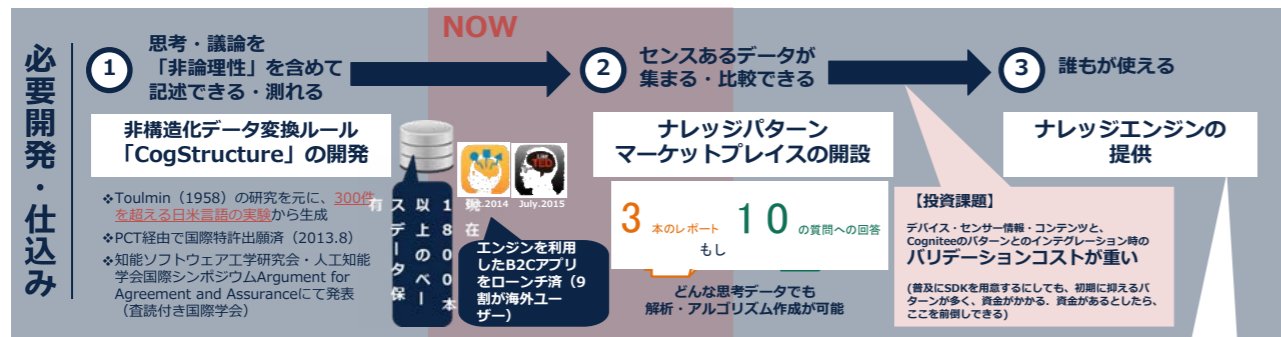 NOW
必要開発・仕込み
1
思考・議論を
「非論理性」を含めて
記述できる・測れる
2
センスあるデータが
集まる・比較できる
3
誰もが使える
非構造化データ変換ルール
「CogStructure」の開発
❖Toulmin（1958）の研究を元に、300件
を超える日米言語の実験から生成
❖PCT経由で国際特許出願済（2013.8）
❖知能ソフトウェア工学研究会・人工知能
学会国際シンポジウムArgument for
Agreement and Assuranceにて発表
（査読付き国際学会）
現在
1800本
以上のベー
スデータ保
有
TED
.2014
July.2015
エンジンを利用
したB2Cアプリ
をローンチ済（9
割が海外ユー
ザー）
ナレッジパターン
マーケットプレイスの開設
3 本のレポート
もし
10 の質問への回答
どんな思考データでも
解析・アルゴリズム作成が可能
ナレッジエンジンの
提供
【投資課題】
デバイス・センサー情報・コンテンツと、
Cogniteeのパターンとのインテグレーション時の
バリデーションコストが重い
(普及にSDKを用意するにしても、初期に抑えるパ
ターンが多く、資金がかかる．資金があるとしたら、
ここを前倒しできる)